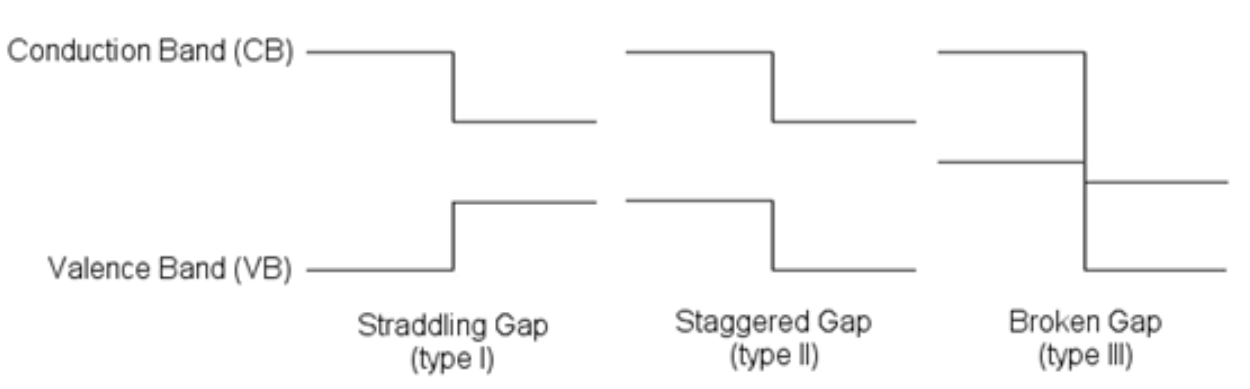 Conduction Band (CB)
Valence Band (VB)
Straddling Gap
(type I)
Staggered Gap
(type II)
Broken Gap
(type III)